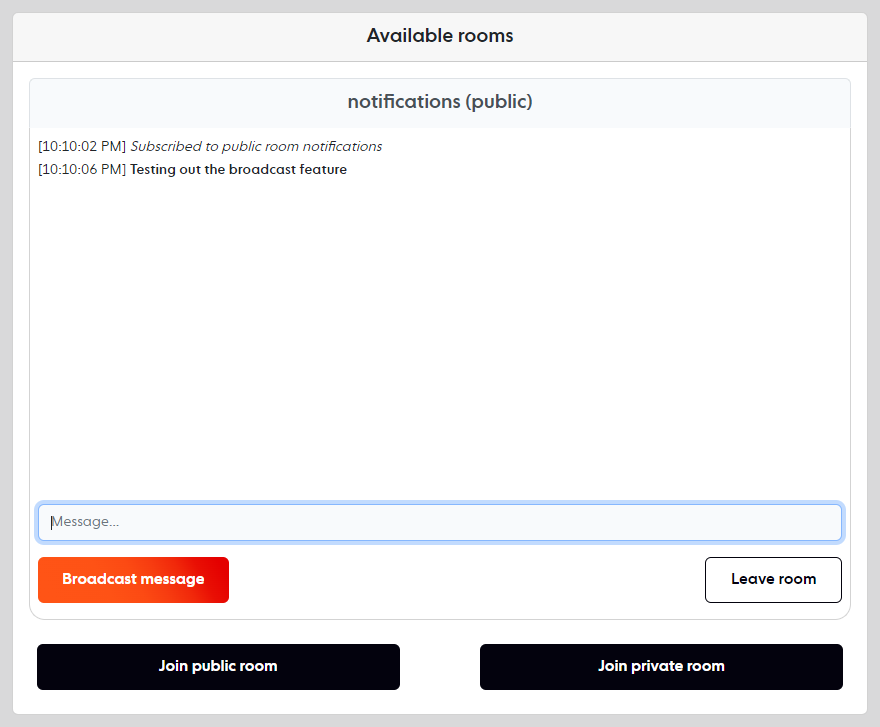 Available rooms
notifications (public)
[10:10:02 PM] Subscribed to public room notifications
[10:10:06 PM] Testing out the broadcast feature
Message...
Broadcast message
Leave room
Join public room
Join private room